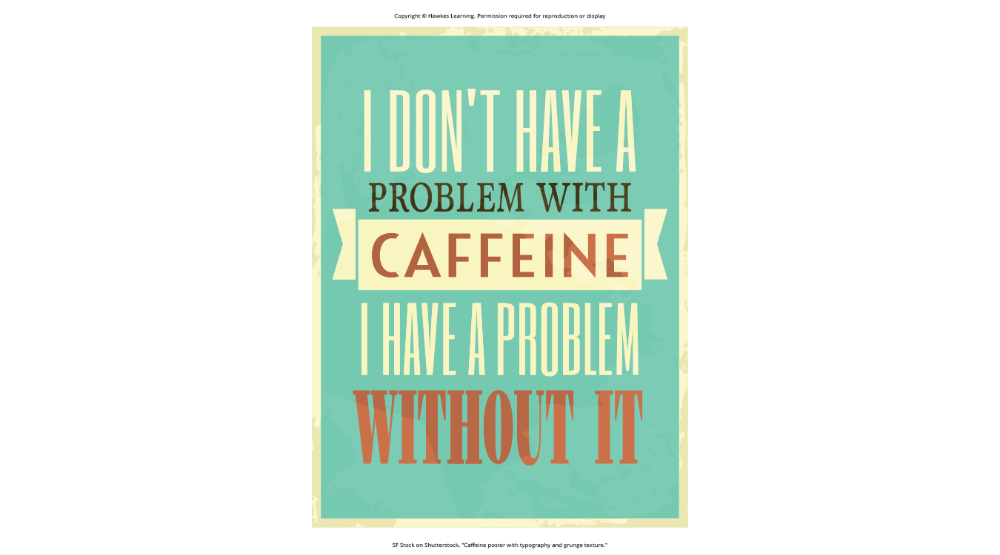 Copyright © Hawkes Learning. Permission required for reproduction or display
I DON'T HAVE A
PROBLEM WITH
CAFFEINE
I HAVE A PROBLEM
WITHOUT IT
SF Stock on Shutterstock. "Caffeine poster with typography and grunge texture."